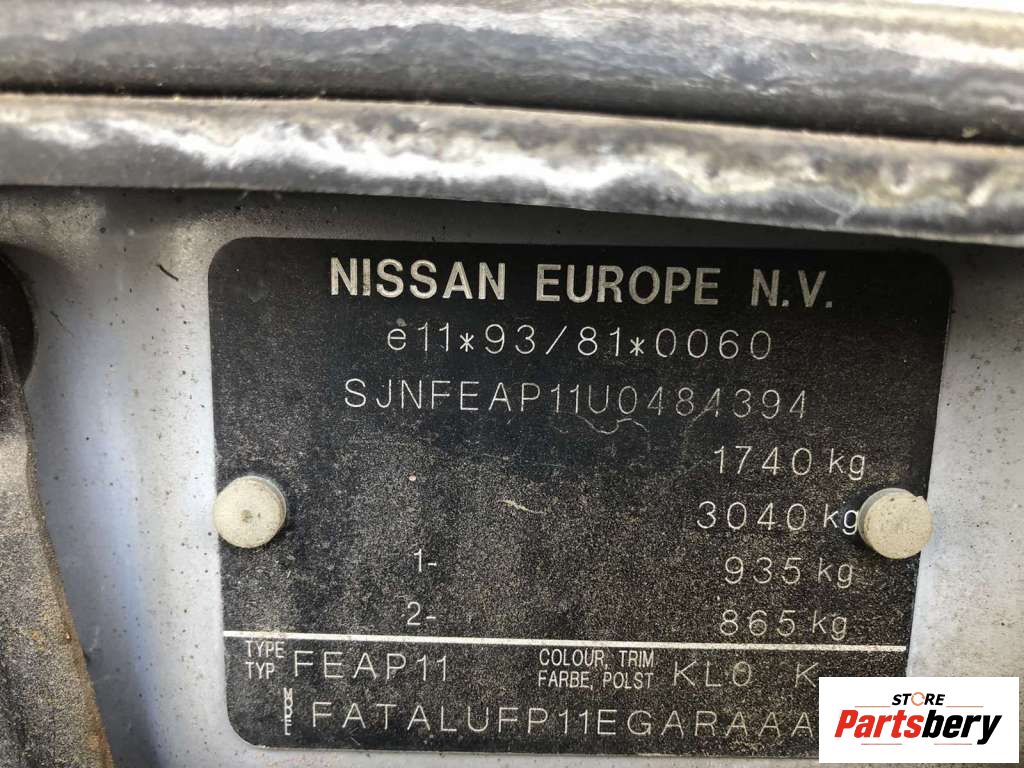 NISSAN EUROPE N.V.
e11*93/81*0060
SJNFEAP11U0484394
1740 kg
3040 kg
1- 935 kg
2- 865 kg
TYPE
TYP FEAP11 COLOUR, TRIM
FARBE, POLST KL0 K
MODEL
FATALUFP11EGARAAA
STORE
Partsbery